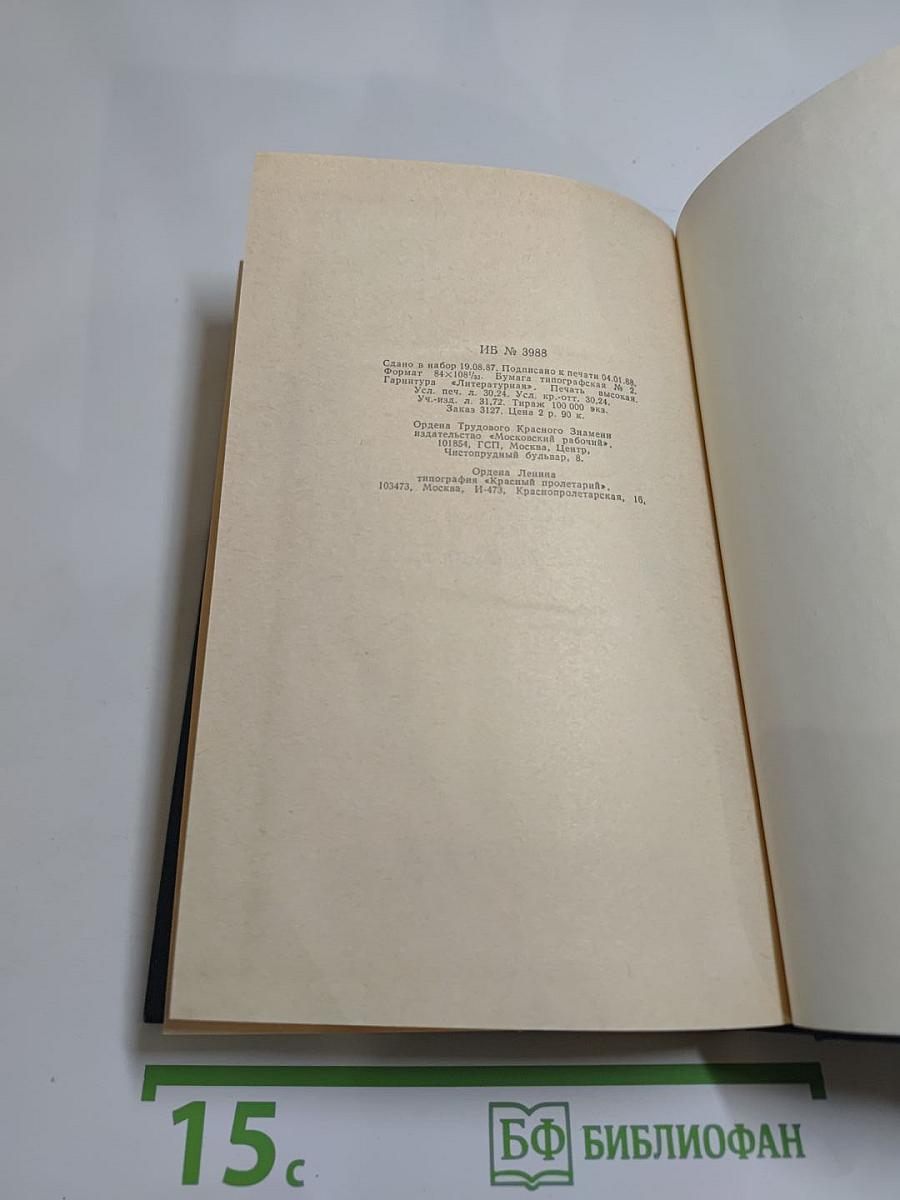 ИБ № 3988
Сдано в набор 19.08.87. Подписано к печати 04.01.88.
Формат 84×108¹/₃₂. Бумага типографская № 2.
Гарнитура «Литературная». Печать высокая.
Усл. печ. л. 30,24. Усл. кр.-отт. 30,24.
Уч.-изд. л. 31,72. Тираж 100 000 экз.
Заказ 3127. Цена 2 р. 90 к.
Ордена Трудового Красного Знамени
издательство «Московский рабочий».
101854, ГСП, Москва, Центр,
Чистопрудный бульвар, 8.
Ордена Ленина
типография «Красный пролетарий».
103473, Москва, И-473, Краснопролетарская, 16.
15 с
БФ БИБЛИОФАН